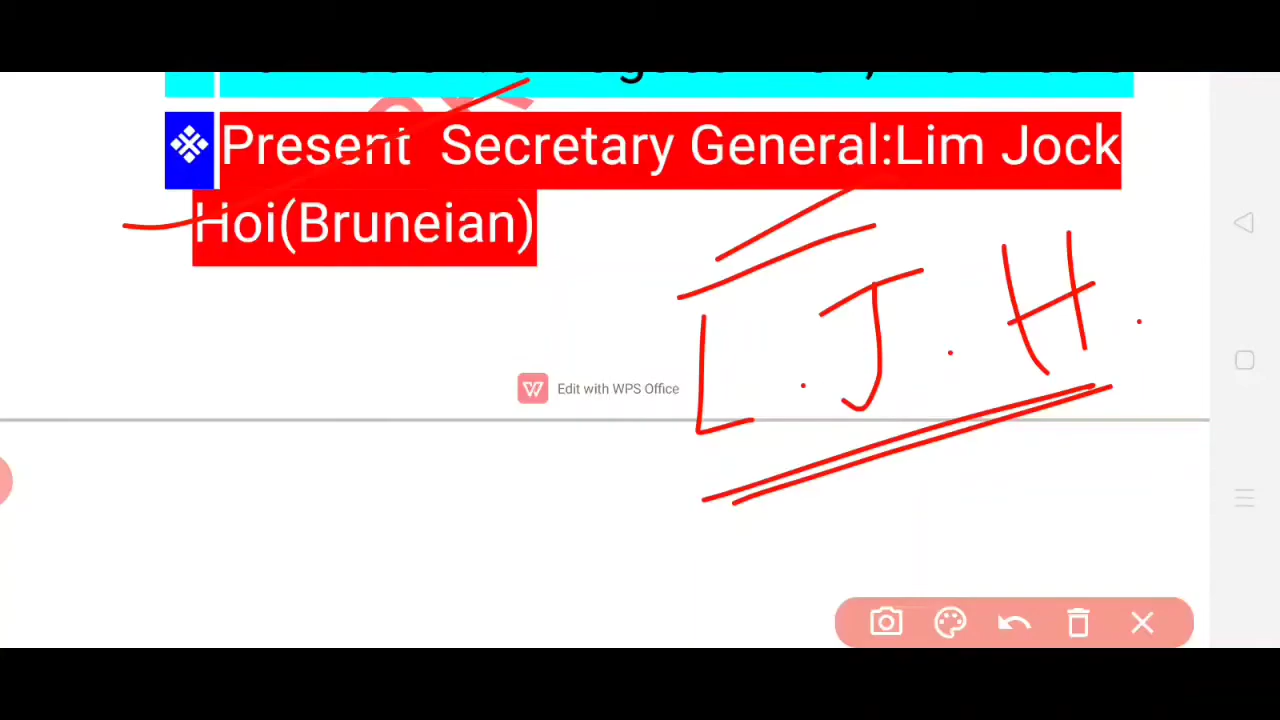 Present Secretary General:Lim Jock
Hoi(Bruneian)
L. J. H.
Edit with WPS Office